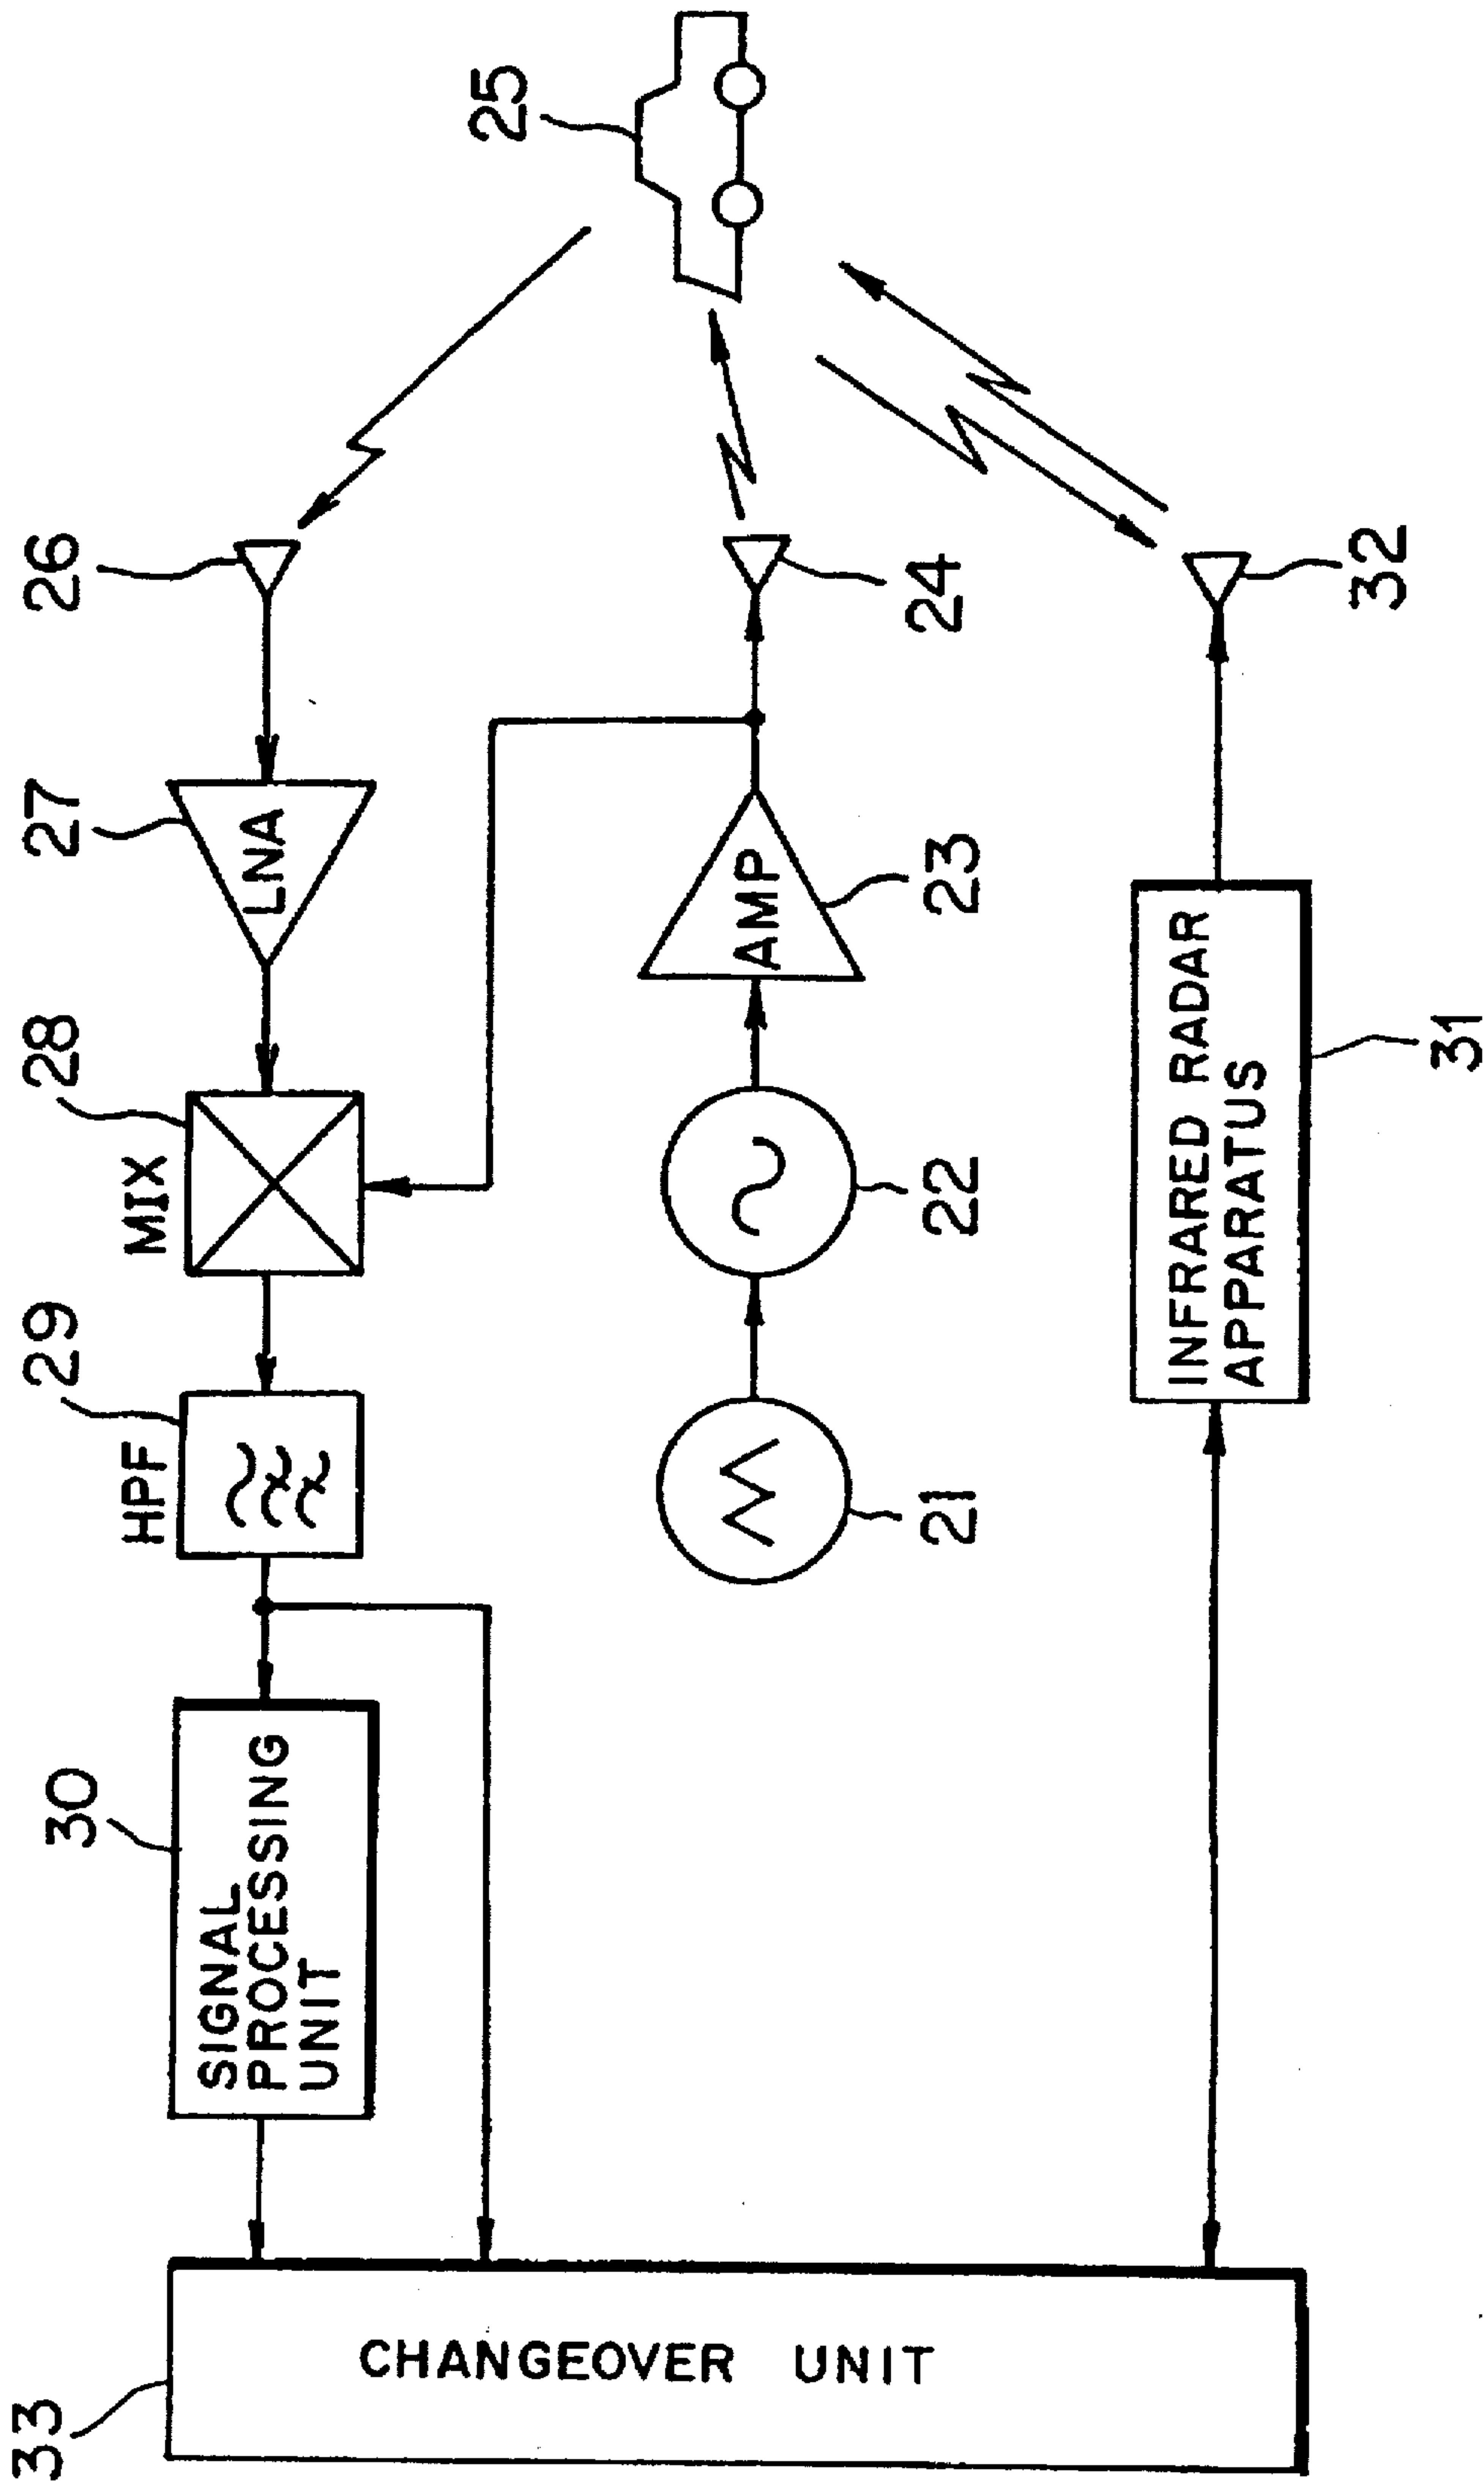 33
30
29
28
27
26
25
HPF
MIX
SIGNAL
PROCESSING
UNIT
LNA
CHANGEOVER UNIT
AMP
21
22
23
24
INFRARED RADAR
APPARATUS
31
32